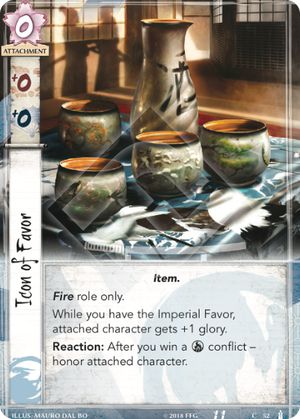 0
ATTACHMENT
+0
+0
Icon of Favor
Item.
Fire role only.
While you have the Imperial Favor,
attached character gets +1 glory.
Reaction: After you win a conflict –
honor attached character.
ILLUS: MAURO DAL BO
©2018 FFG
C 52